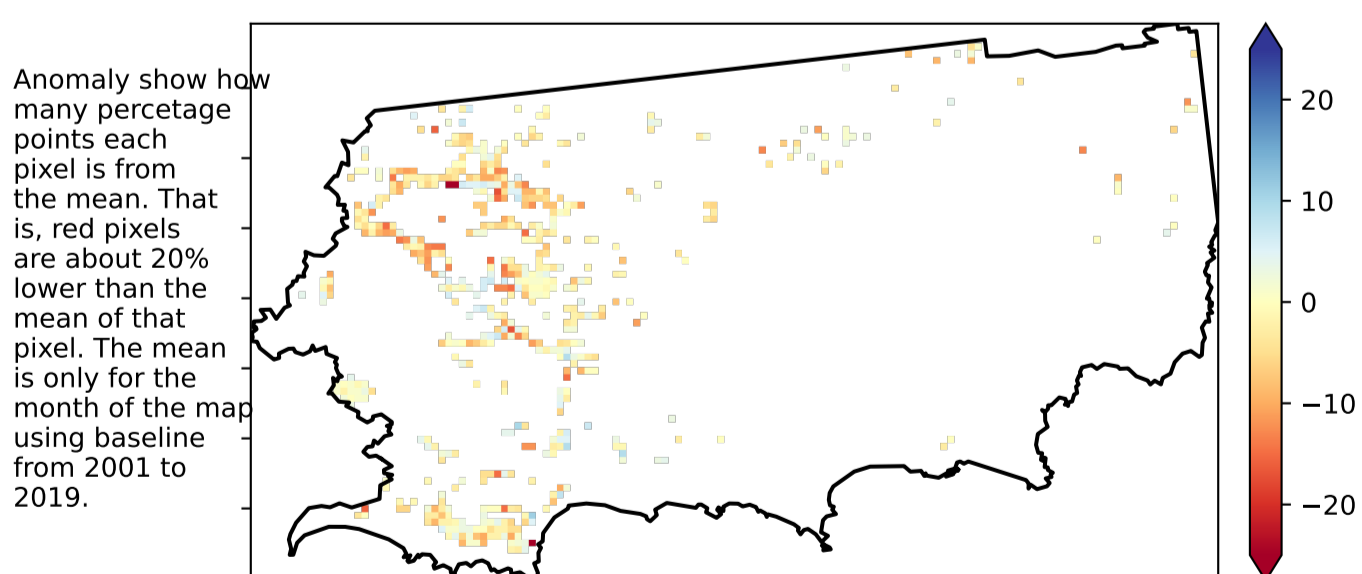 Anomaly show how
many percetage
points each
pixel is from
the mean. That
is, red pixels
are about 20%
lower than the
mean of that
pixel. The mean
is only for the
month of the map
using baseline
from 2001 to
2019.
20
10
0
−10
−20